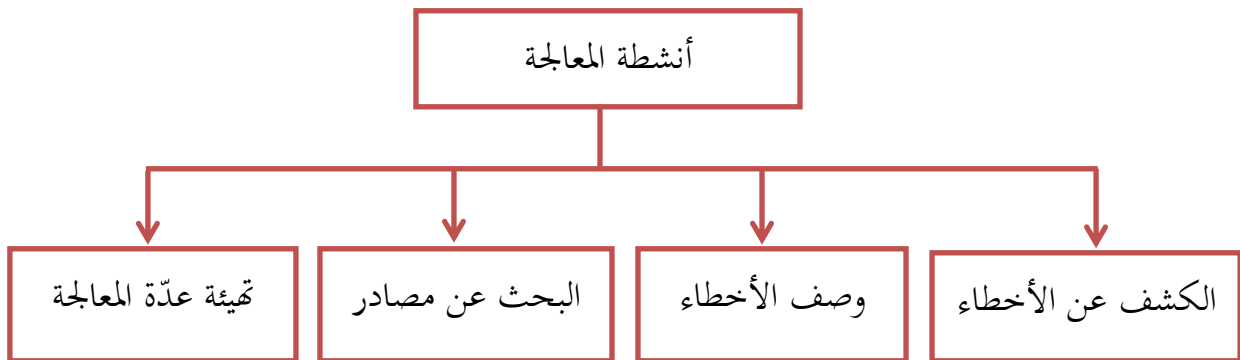 أنشطة المعالجة
الكشف عن الأخطاء
وصف الأخطاء
البحث عن مصادر
تهيئة عدّة المعالجة